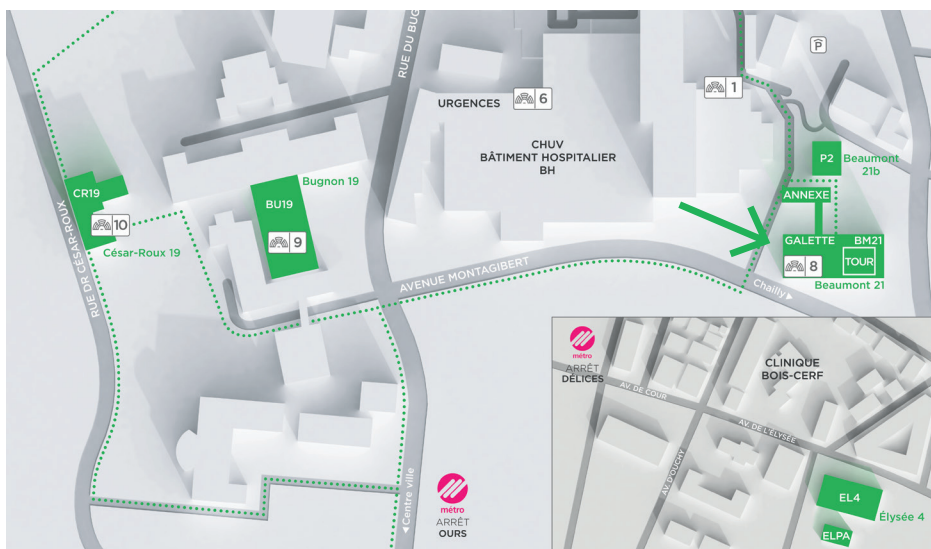 RUE DU BUG
P
1
URGENCES
6
CHUV
BÂTIMENT HOSPITALIER
BH
P2
Beaumont
21b
CR19
Bugnon 19
BU19
ANNEXE
10
César-Roux 19
9
GALETTE
BM21
TOUR
8
Beaumont 21
RUE DR CÉSAR-ROUX
AVENUE MONTAGIBERT
Chailly
métro
ARRÊT
DÉLICES
CLINIQUE
BOIS-CERF
AV. DE COUR
AV. DE L'ELYSÉE
AV. D'OUCHY
EL4
Élysée 4
ELPA
métro
ARRÊT
OURS
Centre ville